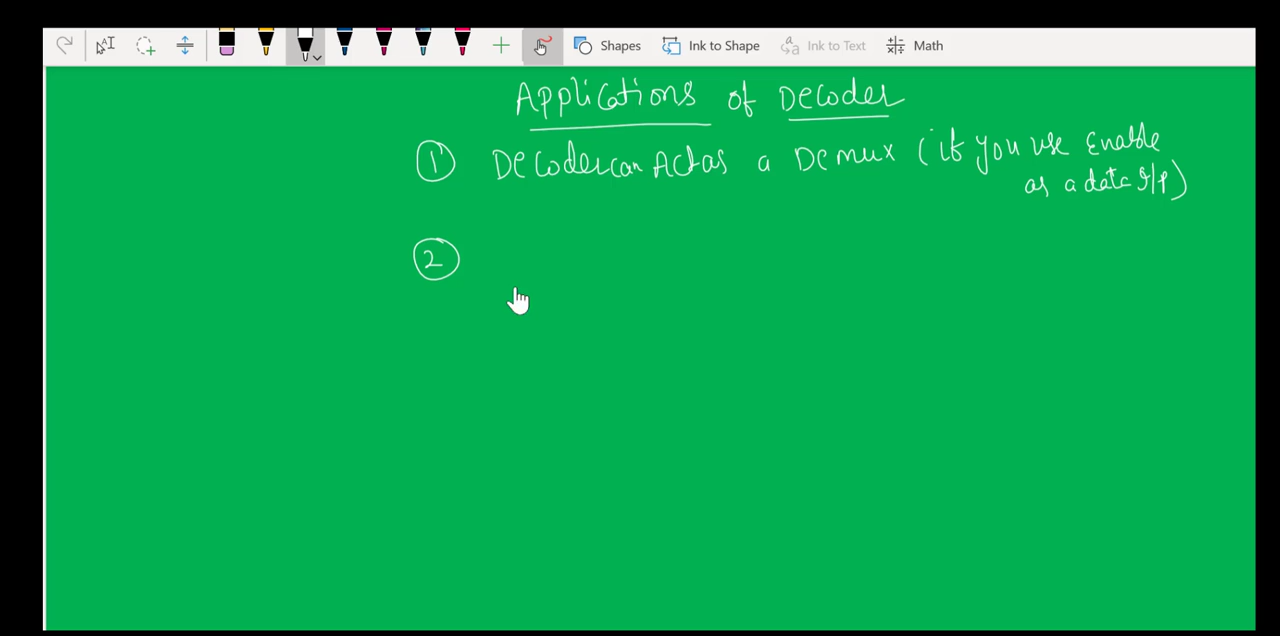 Shapes Ink to Shape Ink to Text Math
Applications of Decoder
① Decoder can Act as a Demux (if you use Enable
as a data I/P)
②